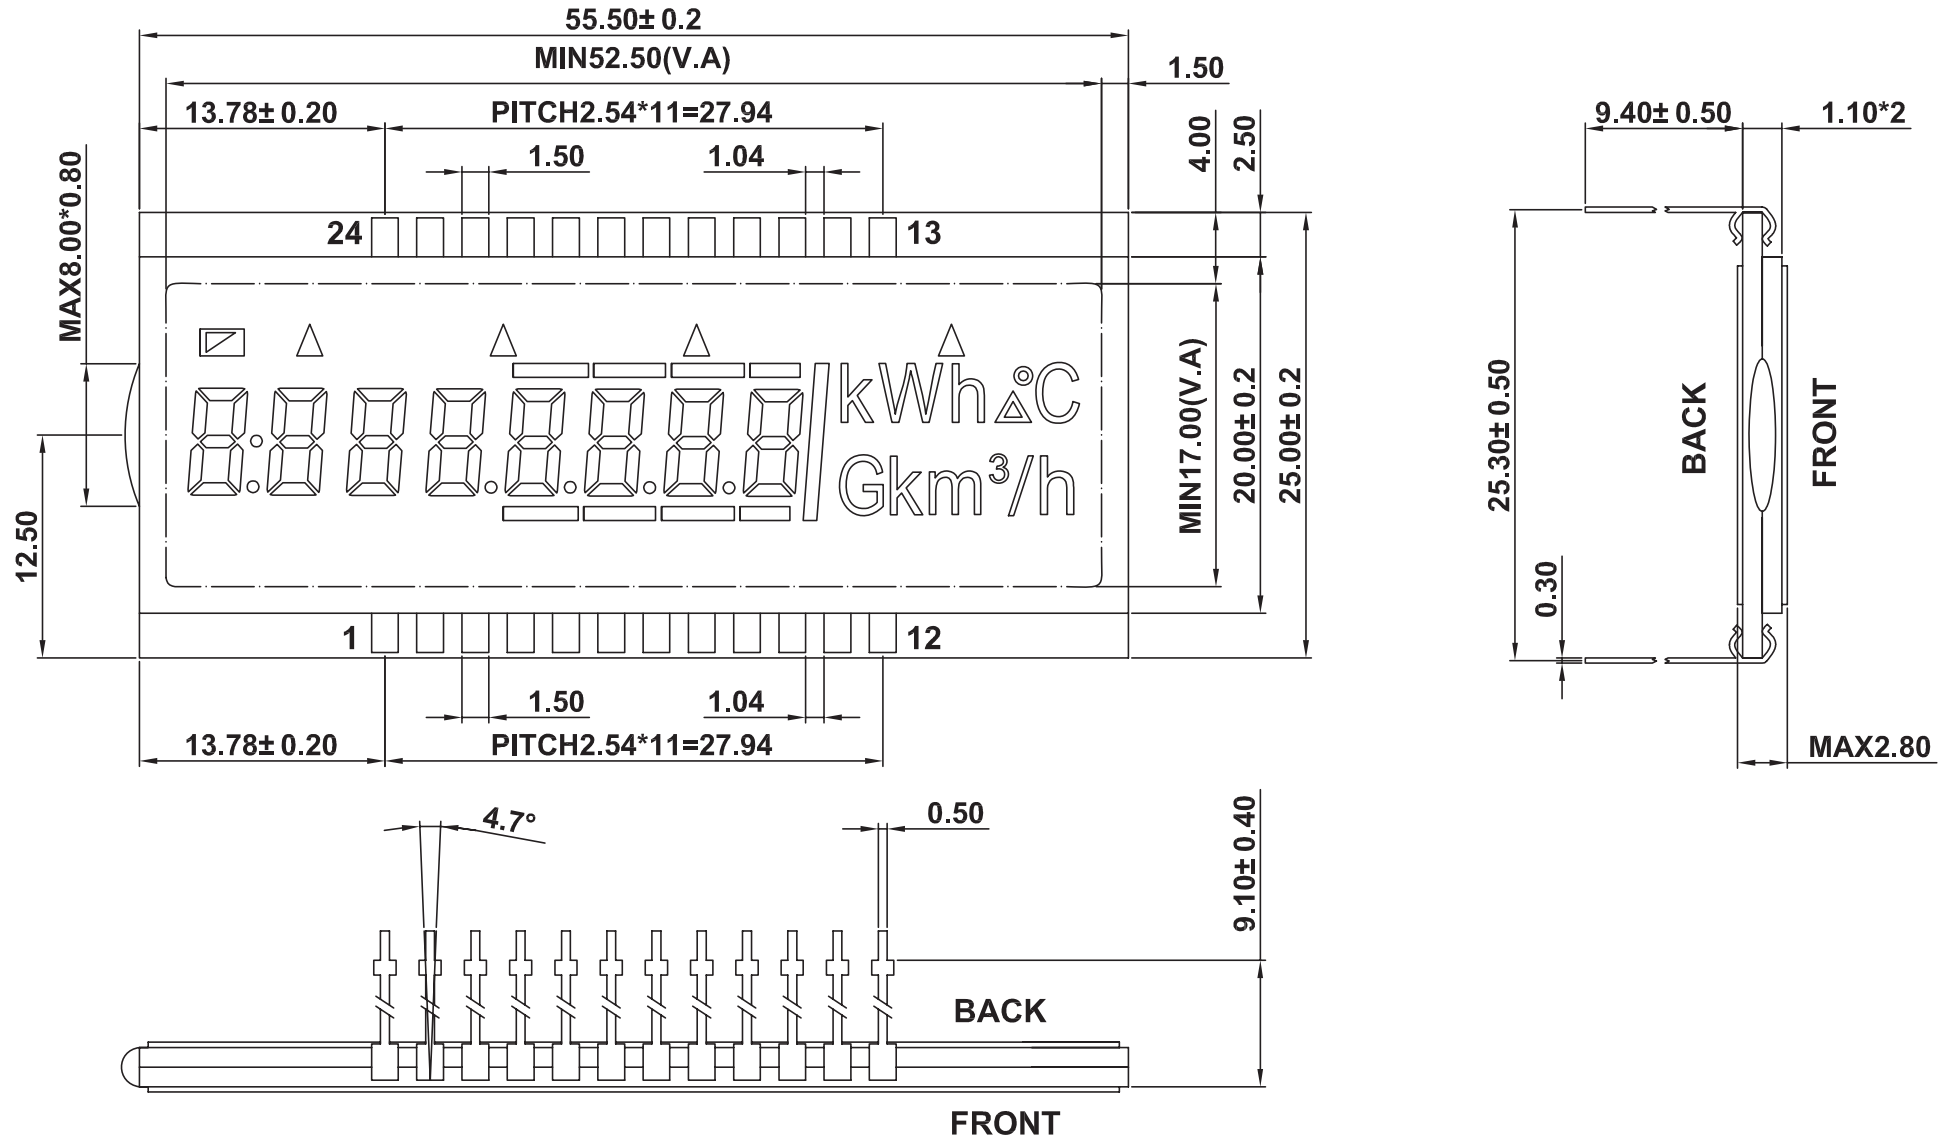 55.50± 0.2
MIN52.50(V.A)
1.50
13.78± 0.20
PITCH2.54*11=27.94
9.40± 0.50
1.10*2
1.50
1.04
4.00
2.50
MAX8.00*0.80
24
13
kWh °C
Gkm³/h
MIN17.00(V.A)
20.00± 0.2
25.00± 0.2
25.30± 0.50
BACK
FRONT
12.50
0.30
1
12
1.50
1.04
13.78± 0.20
PITCH2.54*11=27.94
MAX2.80
4.7°
0.50
9.10± 0.40
BACK
FRONT